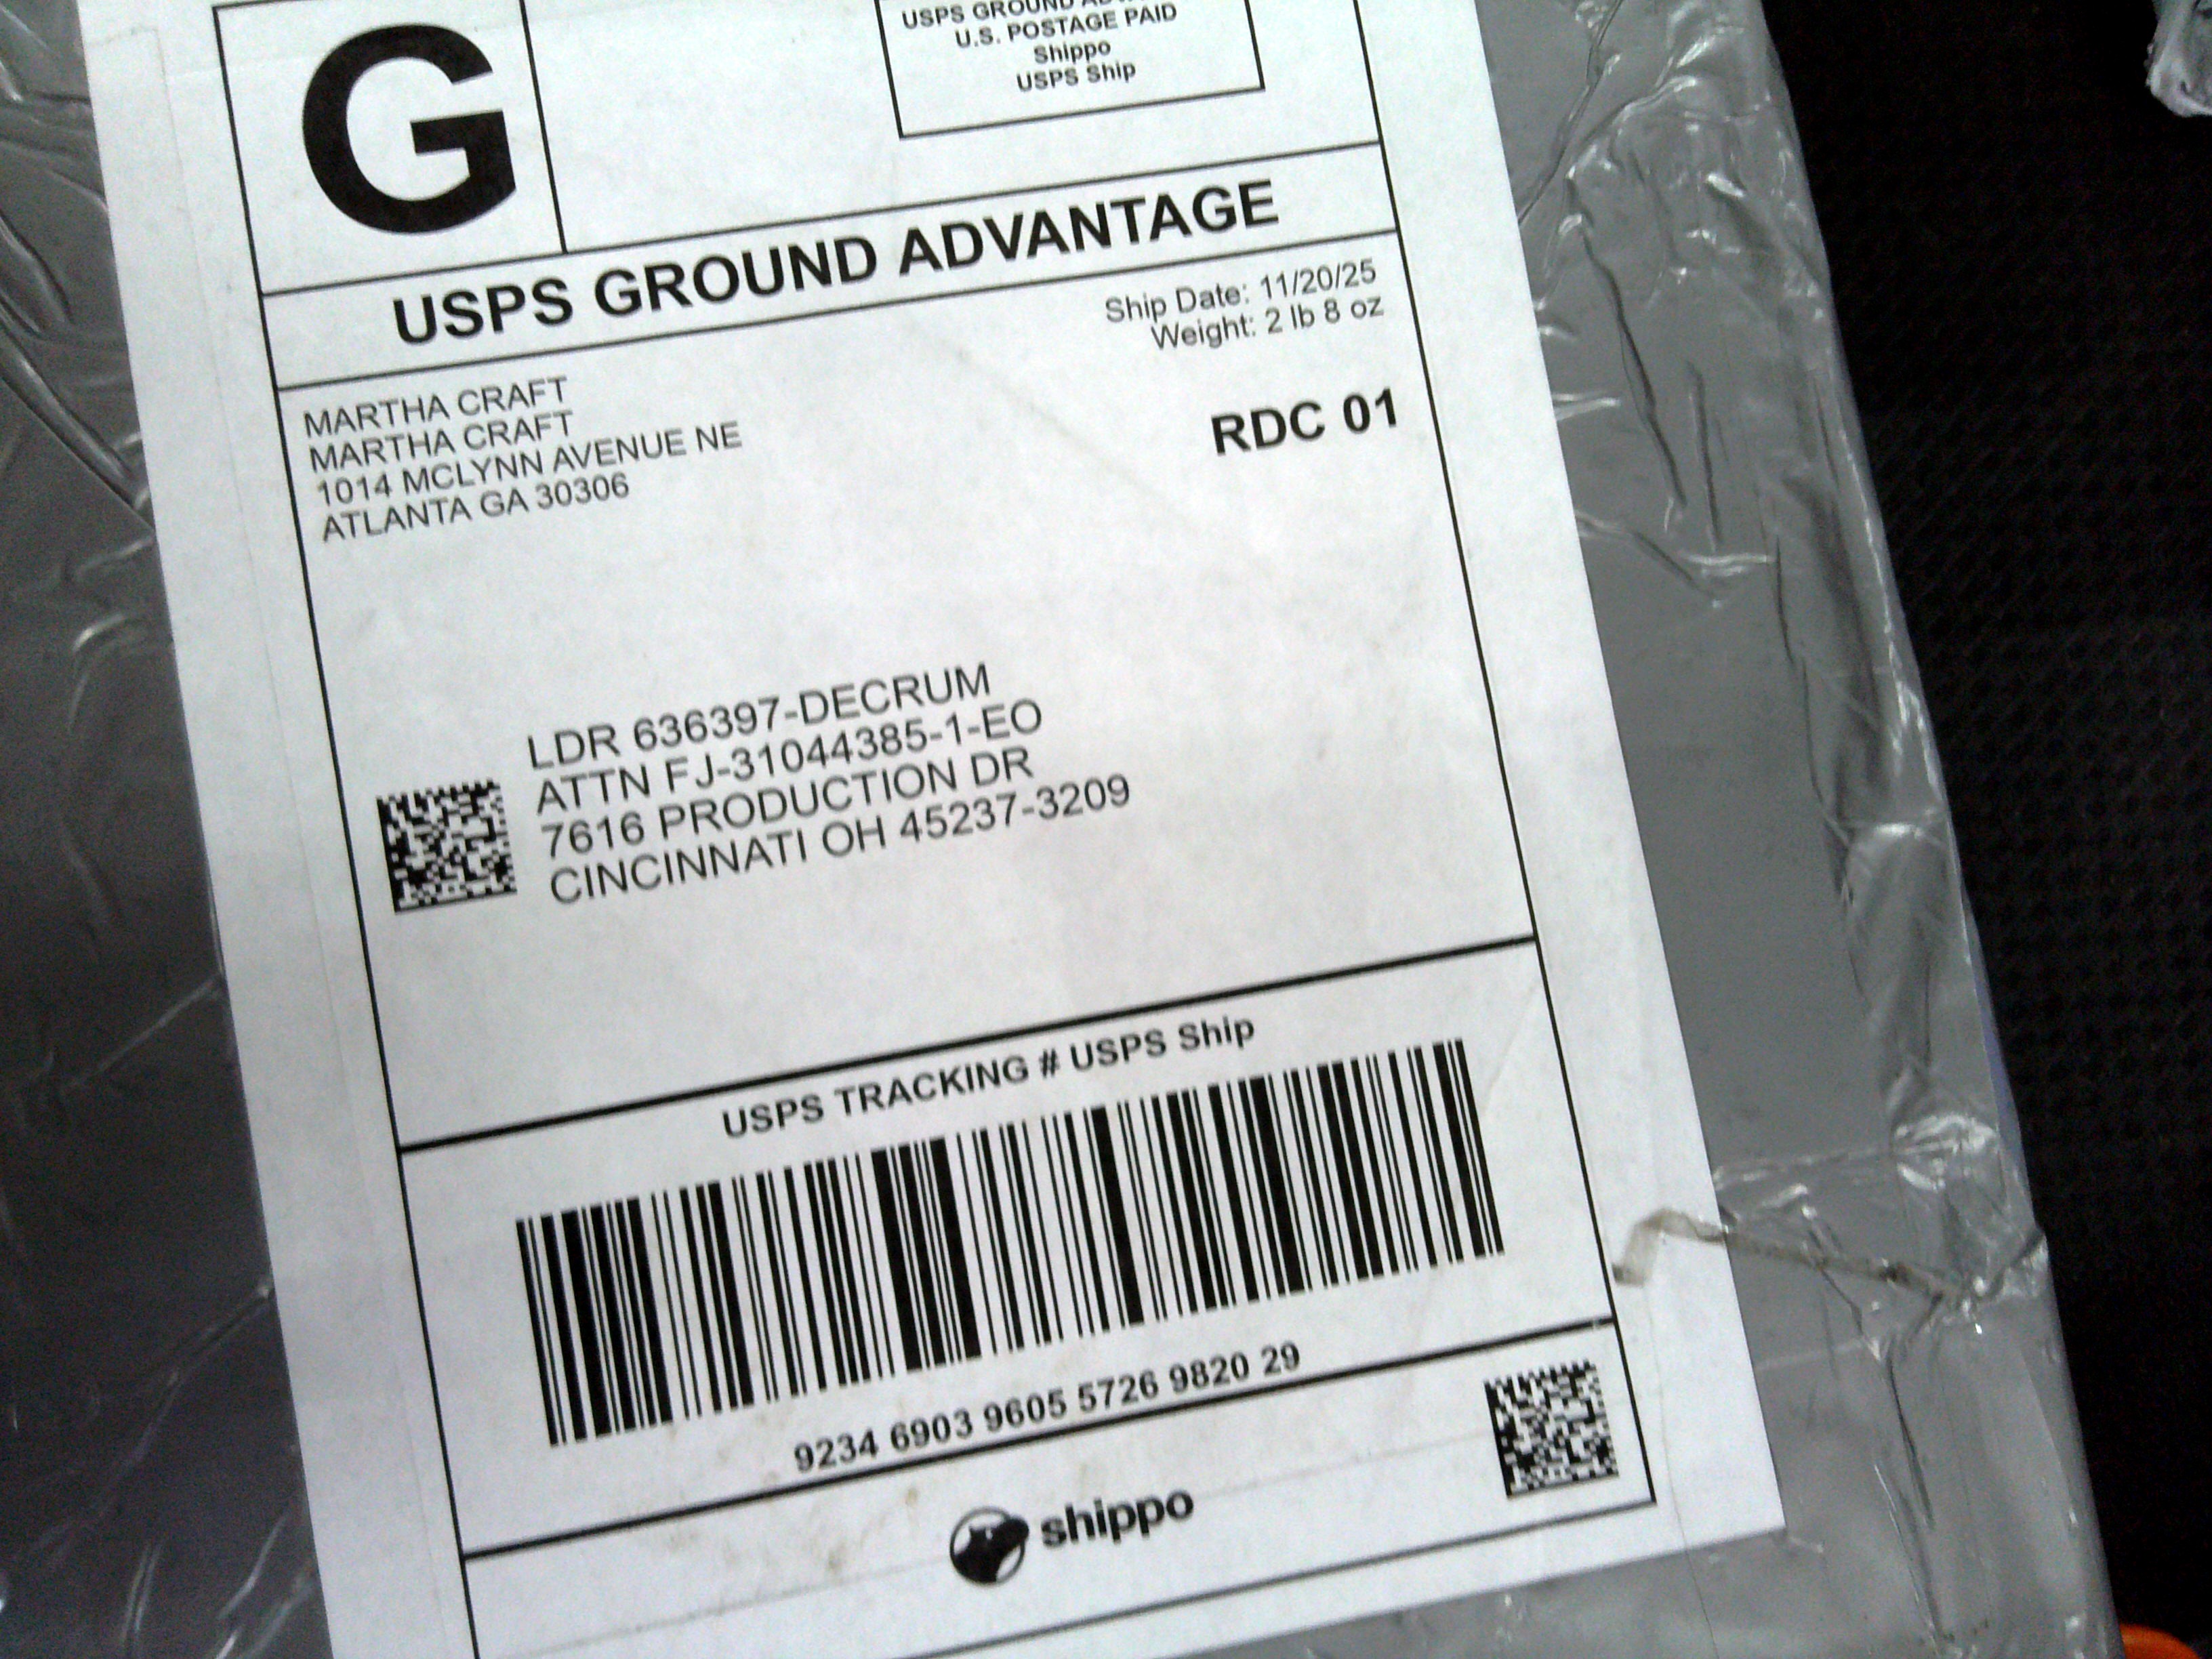 G
USPS GROUND
U.S. POSTAGE PAID
Shippo
USPS Ship
USPS GROUND ADVANTAGE
Ship Date: 11/20/25
Weight: 2 lb 8 oz
RDC 01
MARTHA CRAFT
MARTHA CRAFT
1014 MCLYNN AVENUE NE
ATLANTA GA 30306
LDR 636397-DECRUM
ATTN FJ-31044385-1-EO
7616 PRODUCTION DR
CINCINNATI OH 45237-3209
USPS TRACKING # USPS Ship
9234 6903 9605 5726 9820 29
shippo